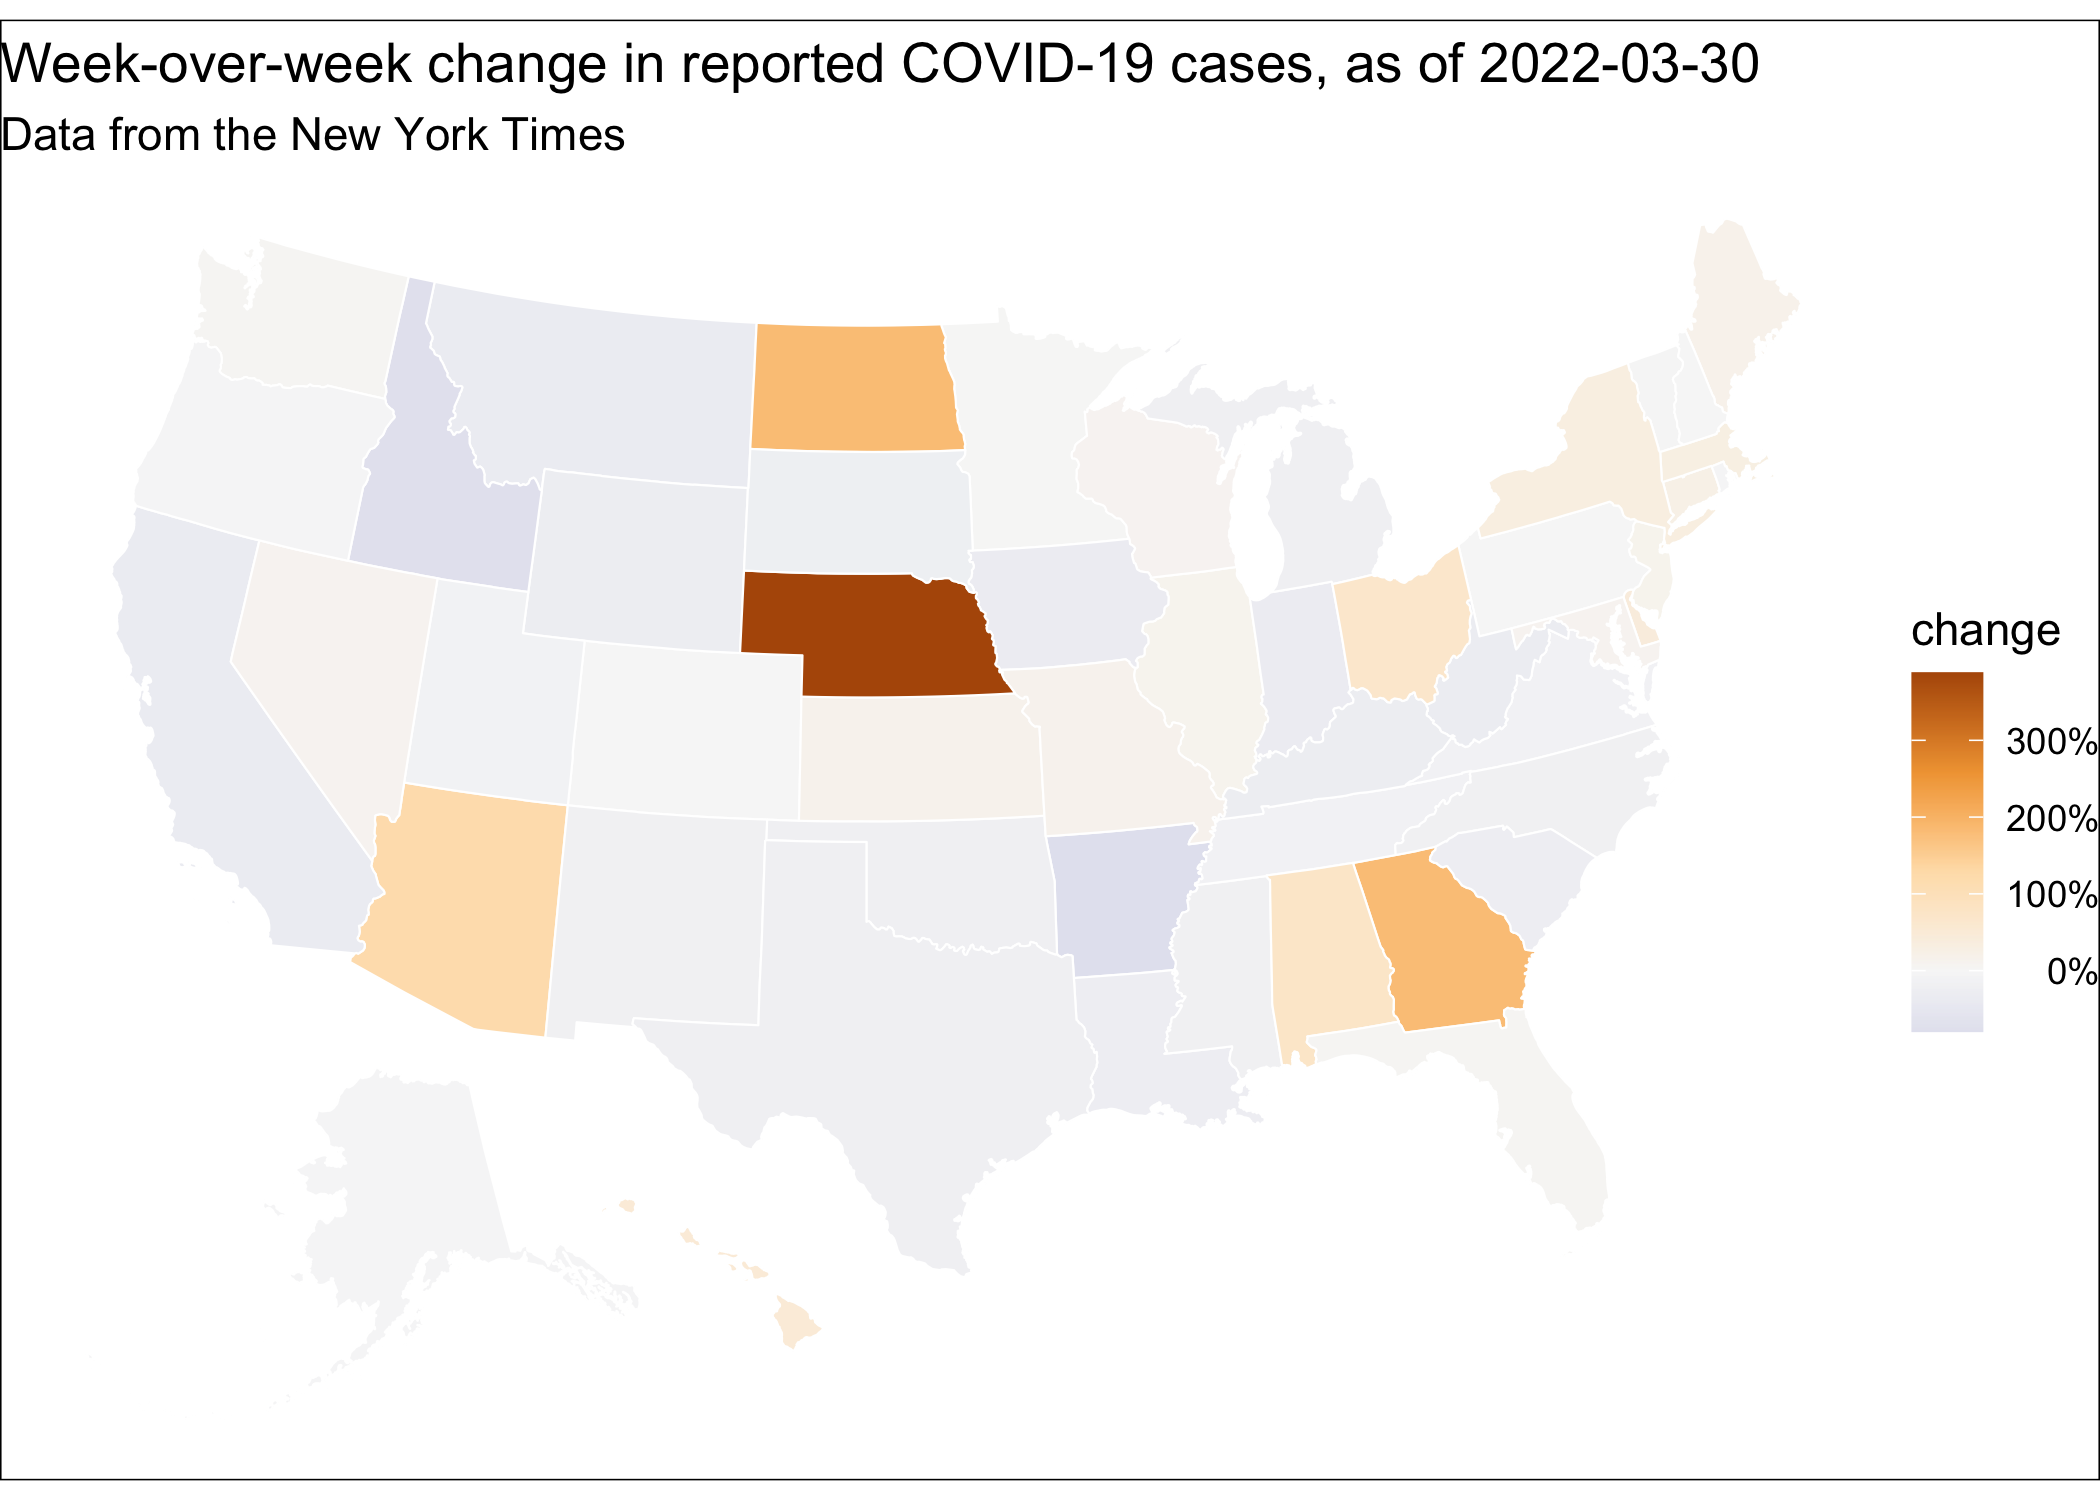 Week-over-week change in reported COVID-19 cases, as of 2022-03-30
Data from the New York Times
change
300%
200%
100%
0%